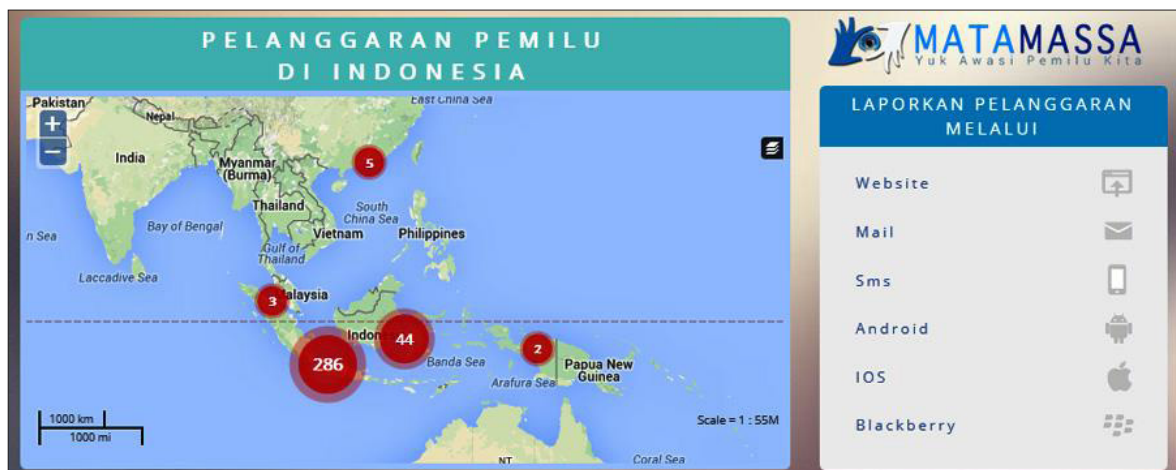 PELANGGARAN PEMILU
DI INDONESIA
MATAMASSA
Yuk Awasi Pemilu Kita
LAPORKAN PELANGGARAN
MELALUI
Website
Mail
Sms
Android
IOS
Blackberry
Pakistan
Nepal
East China Sea
+
−
India
Myanmar
(Burma)
5
Thailand
South
China Sea
Bay of Bengal
Vietnam
Philippines
n Sea
Gulf of
Thailand
Laccadive Sea
3
alaysia
Indon
44
286
Banda Sea
2
Papua New
Guinea
Arafura Sea
1000 km
1000 mi
Scale = 1 : 55M
NT
Coral Sea